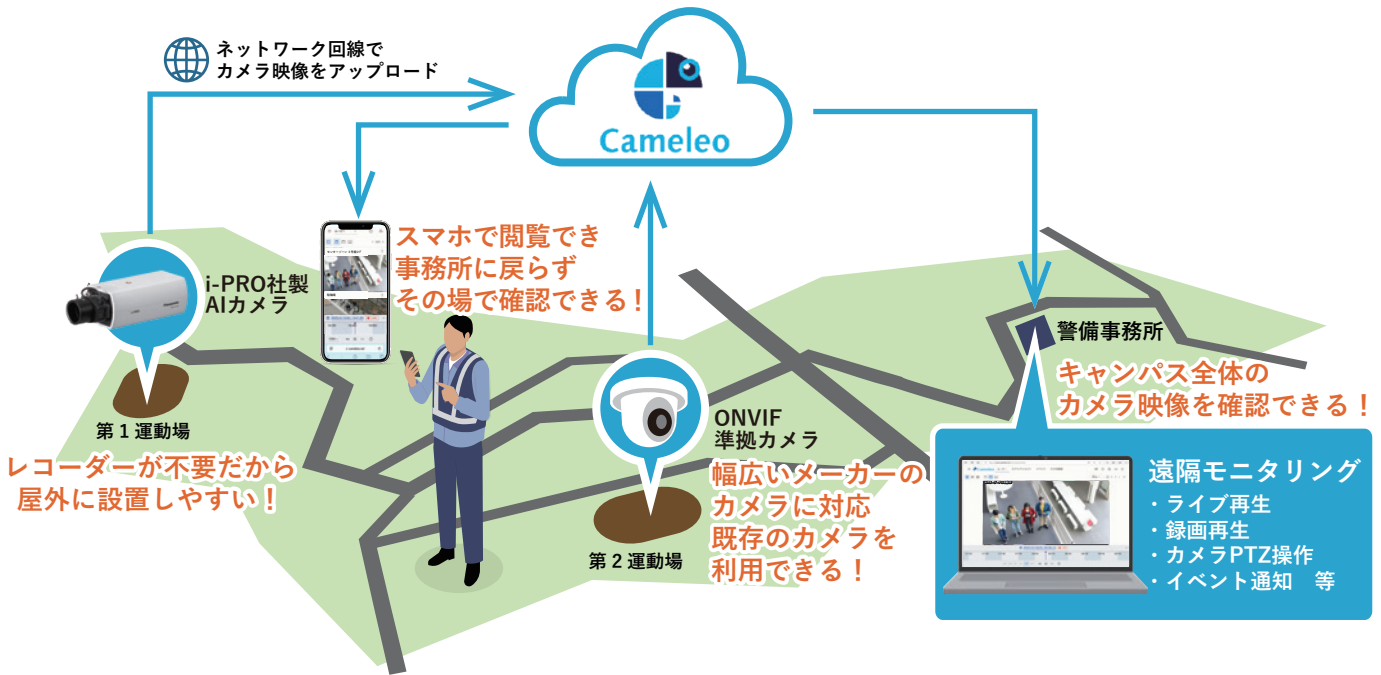 ネットワーク回線で
カメラ映像をアップロード
Cameleo
i-PRO社製
AIカメラ
スマホで閲覧でき
事務所に戻らず
その場で確認できる！
第1運動場
レコーダーが不要だから
屋外に設置しやすい！
ONVIF
準拠カメラ
幅広いメーカーの
カメラに対応
既存のカメラを
利用できる！
第2運動場
警備事務所
キャンパス全体の
カメラ映像を確認できる！
遠隔モニタリング
・ライブ再生
・録画再生
・カメラPTZ操作
・イベント通知　等